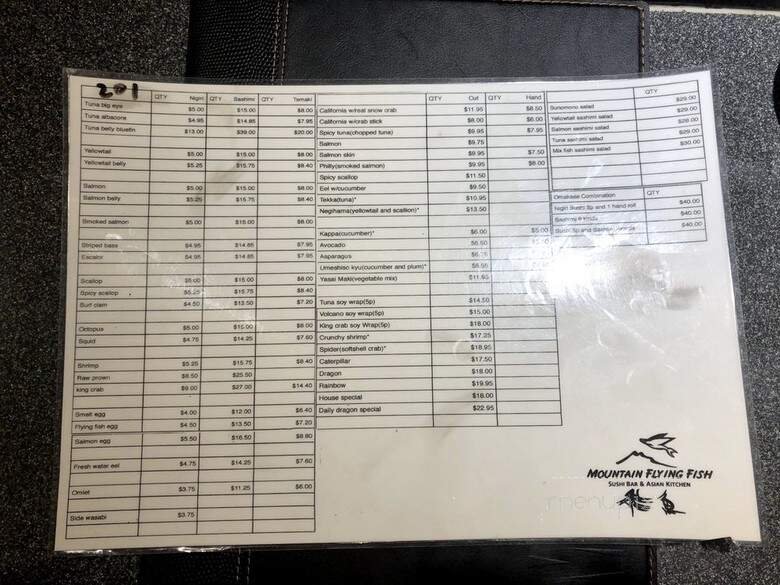 201
QTY Nigiri QTY Sashimi QTY Temaki
Tuna big eye $5.00 $15.00 $8.00
Tuna albacore $4.95 $14.85 $7.95
Tuna belly bluefin $13.00 $39.00 $20.00
Yellowtail $5.00 $15.00 $8.00
Yellowtail belly $5.25 $15.75 $8.40
Salmon $5.00 $15.00 $8.00
Salmon belly $5.25 $15.75 $8.40
Smoked salmon $5.00 $15.00 $8.00
Striped bass $4.95 $14.85 $7.95
Escalor $4.95 $14.85 $7.95
Scallop $5.00 $15.00 $8.00
Spicy scallop $5.25 $15.75 $8.40
Surf clam $4.50 $13.50 $7.20
Octopus $5.00 $15.00 $8.00
Squid $4.75 $14.25 $7.60
Shrimp $5.25 $15.75 $8.40
Raw prown $8.50 $25.50
king crab $9.00 $27.00 $14.40
Smelt egg $4.00 $12.00 $6.40
Flying fish egg $4.50 $13.50 $7.20
Salmon egg $5.50 $16.50 $8.80
Fresh water eel $4.75 $14.25 $7.60
Omlet $3.75 $11.25 $6.00
Side wasabi $3.75
QTY Cut QTY Hand
California w/real snow crab $11.95 $8.50
California w/crab stick $8.00 $6.00
Spicy tuna(chopped tuna) $9.95 $7.95
Salmon $9.75
Salmon skin $9.95 $7.50
Philly(smoked salmon) $9.95 $8.00
Spicy scallop $11.50
Eel w/cucumber $9.50
Tekka(tuna)* $10.95
Negihama(yellowtail and scallion)* $13.50
Kappa(cucumber)* $6.00 $5.00
Avocado $6.50
Asparagus
Umeshiso kyu(cucumber and plum)*
Yasai Maki(vegetable mix) $11.95
Tuna soy wrap(5p) $14.50
Volcano soy wrap(5p) $15.00
King crab soy Wrap(5p) $18.00
Crunchy shrimp* $17.25
Spider(softshell crab)* $18.95
Caterpillar $17.50
Dragon $18.00
Rainbow $19.95
House special $18.00
Daily dragon special $22.95
QTY
Sunomono salad $29.00
Yellowtail sashimi salad $29.00
Salmon sashimi salad $28.00
Tuna sashimi salad $29.00
Mix fish sashimi salad $30.00
Omakase Combination QTY
Nigiri Sushi 8p and 1 hand roll $40.00
Sashimi 6 kinds $40.00
Sushi 5p and Sashimi kinds $40.00
MOUNTAIN FLYING FISH
SUSHI BAR & ASIAN KITCHEN
menu